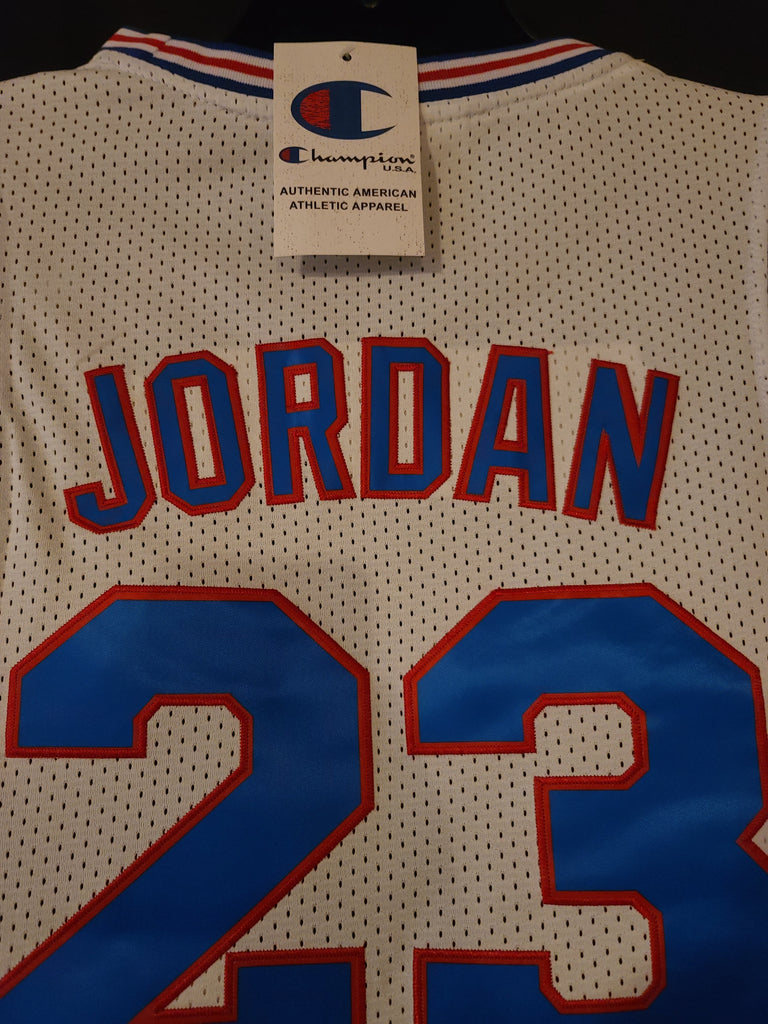 Champion®
U.S.A.
AUTHENTIC AMERICAN
ATHLETIC APPAREL
JORDAN
23